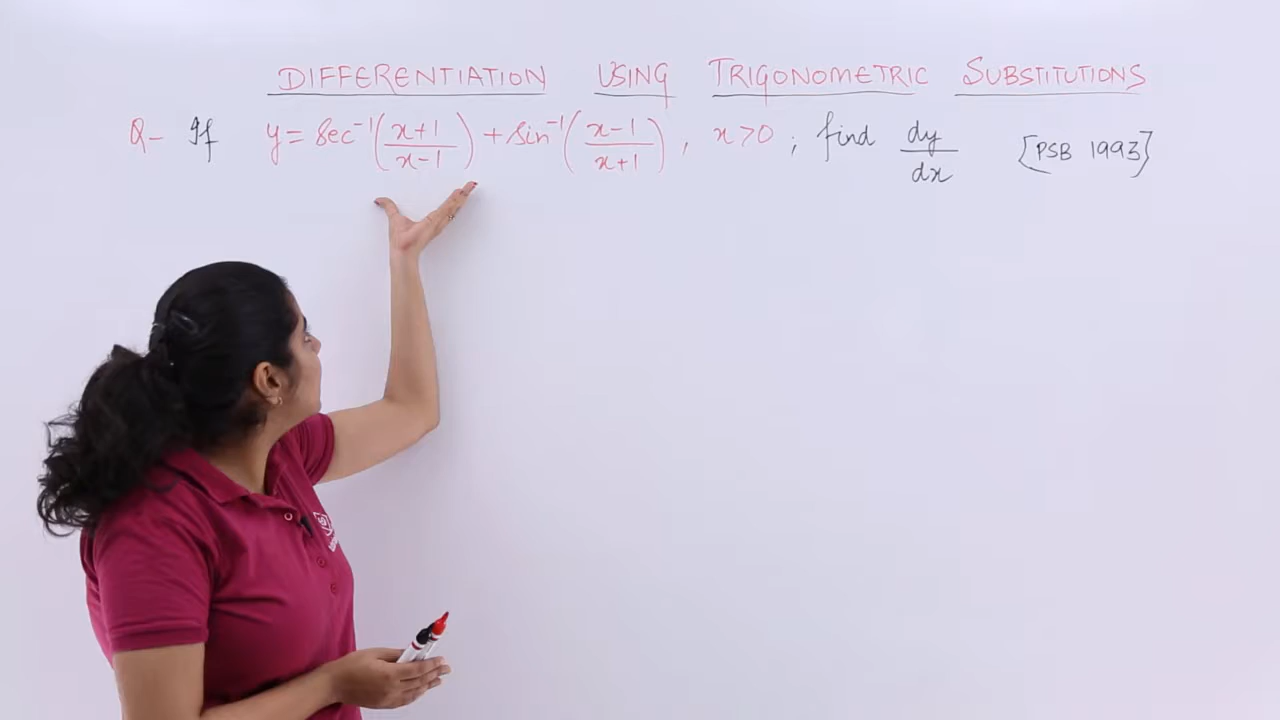 DIFFERENTIATION USING TRIGONOMETRIC SUBSTITUTIONS
Q- If y = Sec⁻¹(x+1/x-1) + sin⁻¹(x-1/x+1), x>0; find dy/dx [PSB 1993]